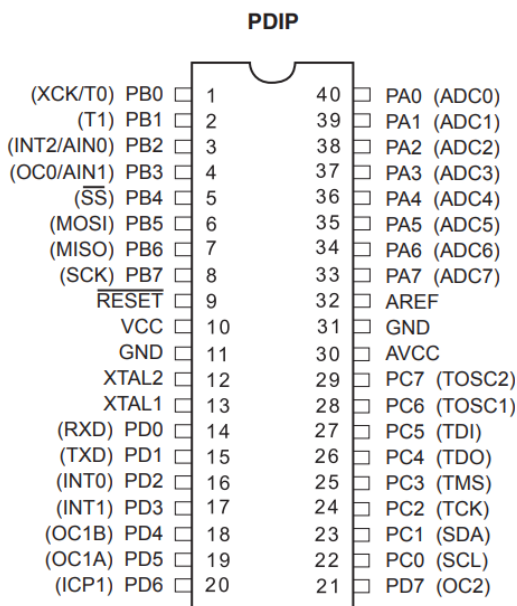 PDIP
(XCK/T0) PB0 1 40 PA0 (ADC0)
(T1) PB1 2 39 PA1 (ADC1)
(INT2/AIN0) PB2 3 38 PA2 (ADC2)
(OC0/AIN1) PB3 4 37 PA3 (ADC3)
(S̅S̅) PB4 5 36 PA4 (ADC4)
(MOSI) PB5 6 35 PA5 (ADC5)
(MISO) PB6 7 34 PA6 (ADC6)
(SCK) PB7 8 33 PA7 (ADC7)
R̅E̅S̅E̅T̅ 9 32 AREF
VCC 10 31 GND
GND 11 30 AVCC
XTAL2 12 29 PC7 (TOSC2)
XTAL1 13 28 PC6 (TOSC1)
(RXD) PD0 14 27 PC5 (TDI)
(TXD) PD1 15 26 PC4 (TDO)
(INT0) PD2 16 25 PC3 (TMS)
(INT1) PD3 17 24 PC2 (TCK)
(OC1B) PD4 18 23 PC1 (SDA)
(OC1A) PD5 19 22 PC0 (SCL)
(ICP1) PD6 20 21 PD7 (OC2)